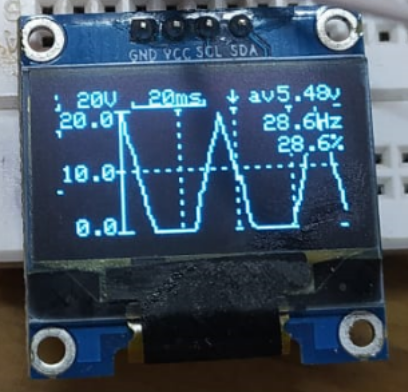 GND VCC SCL SDA
20V 20ms ↓ av5.48v
20.0
28.6Hz
28.6%
10.0
0.0